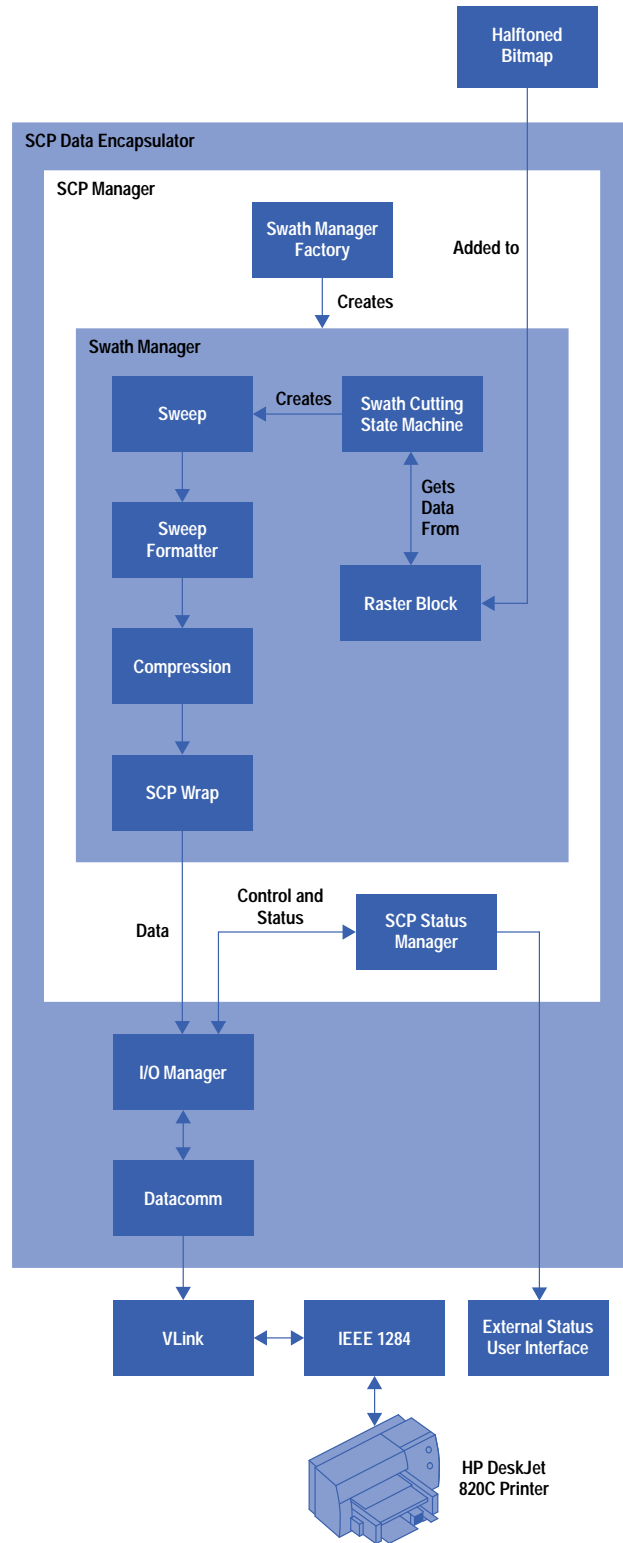 Halftoned
Bitmap
SCP Data Encapsulator
SCP Manager
Swath Manager
Factory
Added to
Creates
Swath Manager
Sweep
Creates
Swath Cutting
State Machine
Gets
Data
From
Sweep
Formatter
Raster Block
Compression
SCP Wrap
Control and
Status
Data
SCP Status
Manager
I/O Manager
Datacomm
VLink
IEEE 1284
External Status
User Interface
HP DeskJet
820C Printer